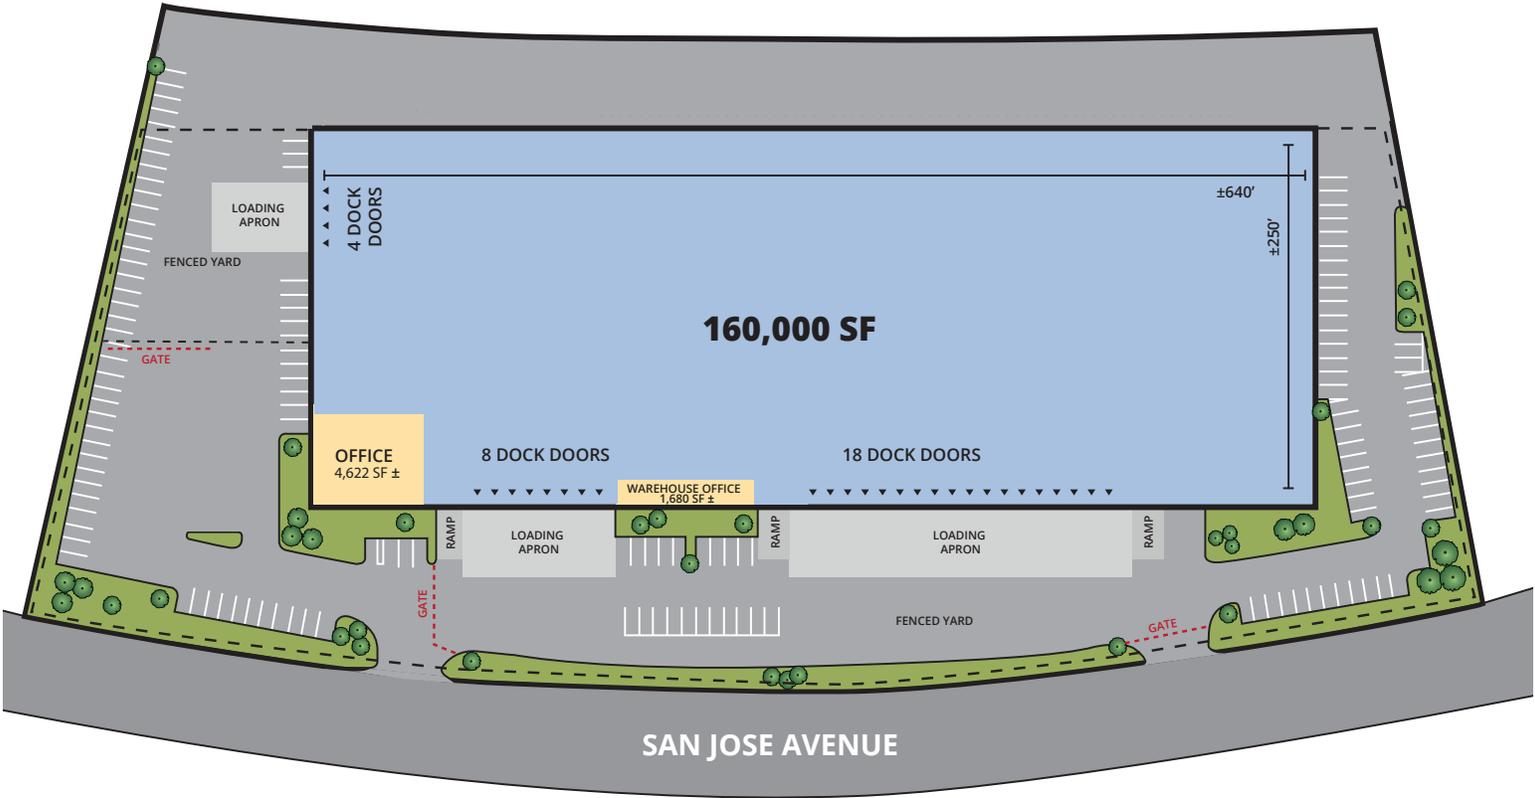 4 DOCK
DOORS
±640’
±250’
LOADING
APRON
FENCED YARD
160,000 SF
GATE
OFFICE
4,622 SF ±
8 DOCK DOORS
18 DOCK DOORS
WAREHOUSE OFFICE
1,680 SF ±
RAMP
LOADING
APRON
RAMP
LOADING
APRON
RAMP
GATE
FENCED YARD
GATE
SAN JOSE AVENUE